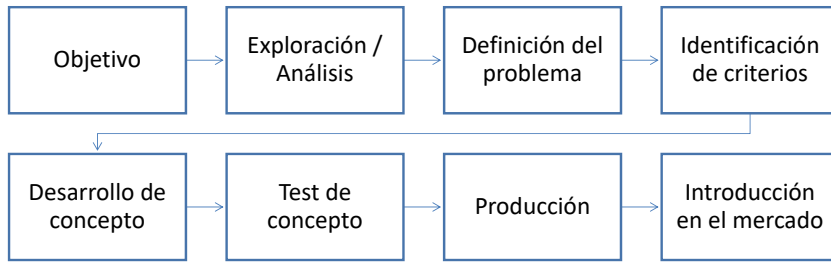 Objetivo
Exploración /
Análisis
Definición del
problema
Identificación
de criterios
Desarrollo de
concepto
Test de
concepto
Producción
Introducción
en el mercado